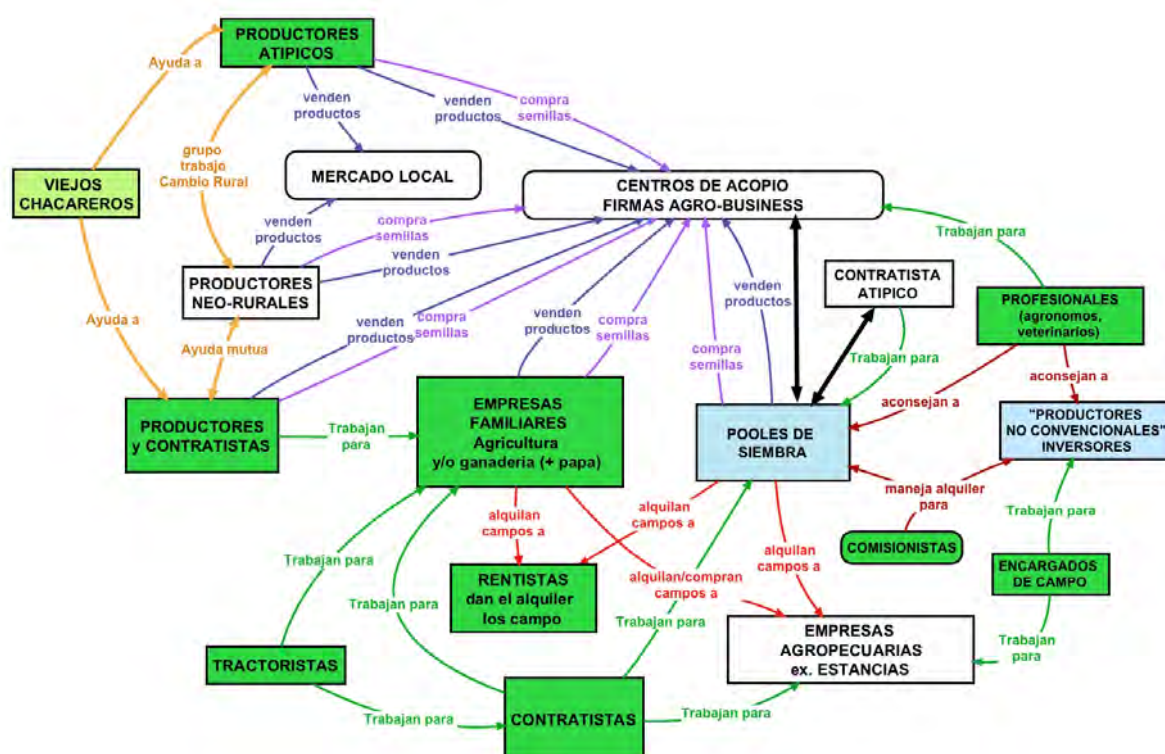 PRODUCTORES
ATIPICOS
Ayuda a
venden
productos
venden
productos
compra
semillas
grupo
trabajo
Cambio Rural
VIEJOS
CHACAREROS
MERCADO LOCAL
CENTROS DE ACOPIO
FIRMAS AGRO-BUSINESS
venden
productos
compra
semillas
venden
productos
Trabajan para
PRODUCTORES
NEO-RURALES
CONTRATISTA
ATIPICO
PROFESIONALES
(agronomos,
veterinarios)
Ayuda a
Ayuda mutua
venden
productos
compra
semillas
venden
productos
compra
semillas
compra
semillas
venden
productos
Trabajan para
aconsejan a
aconsejan a
PRODUCTORES
y CONTRATISTAS
Trabajan
para
EMPRESAS
FAMILIARES
Agricultura
y/o ganaderia (+ papa)
POOLES DE
SIEMBRA
"PRODUCTORES
NO CONVENCIONALES"
INVERSORES
alquilan
campos a
alquilan
campos a
maneja alquiler
para
Trabajan para
COMISIONISTAS
alquilan
campos a
Trabajan para
RENTISTAS
dan el alquiler
los campo
alquilan/compran
campos a
ENCARGADOS
DE CAMPO
Trabajan para
Trabajan para
EMPRESAS
AGROPECUARIAS
ex. ESTANCIAS
Trabajan
para
TRACTORISTAS
Trabajan para
CONTRATISTAS
Trabajan para